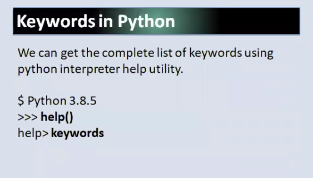 Keywords in Python
We can get the complete list of keywords using
python interpreter help utility.
$ Python 3.8.5
>>> help()
help> keywords